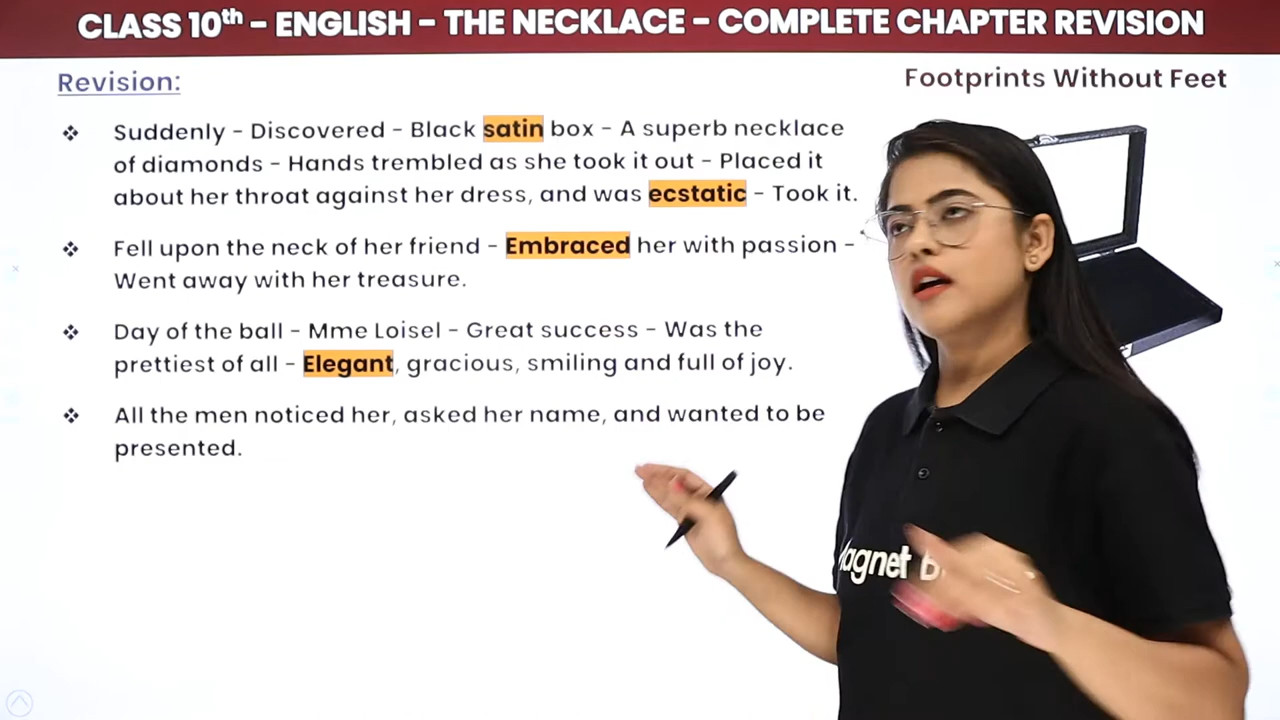 CLASS 10th – ENGLISH – THE NECKLACE – COMPLETE CHAPTER REVISION
Revision:
Footprints Without Feet
❖ Suddenly – Discovered – Black satin box – A superb necklace
of diamonds – Hands trembled as she took it out – Placed it
about her throat against her dress, and was ecstatic – Took it.
❖ Fell upon the neck of her friend – Embraced her with passion –
Went away with her treasure.
❖ Day of the ball – Mme Loisel – Great success – Was the
prettiest of all – Elegant, gracious, smiling and full of joy.
❖ All the men noticed her, asked her name, and wanted to be
presented.